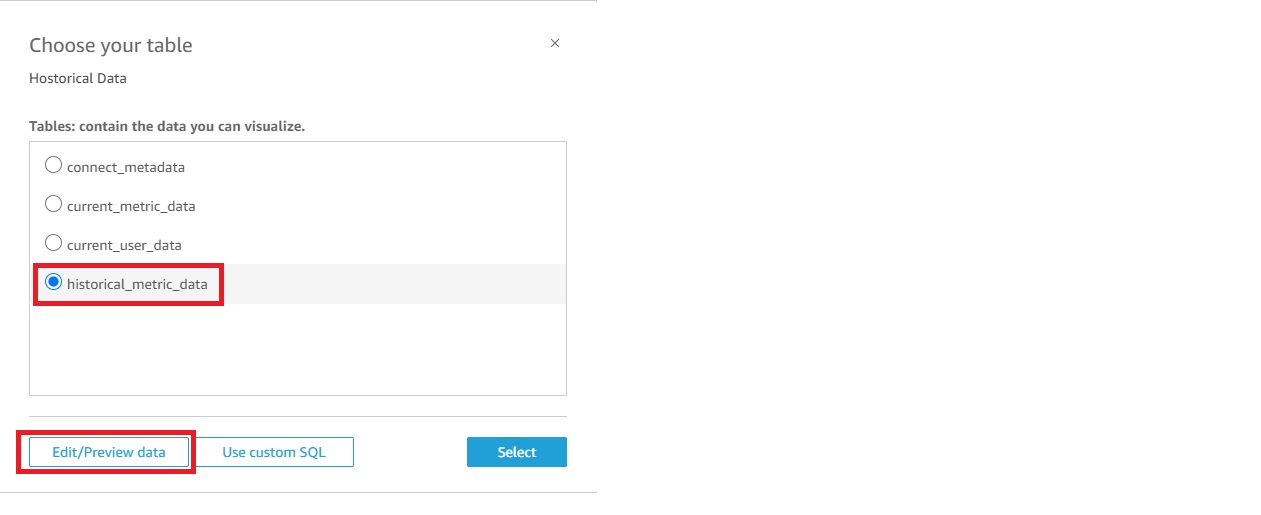 Choose your table
Hostorical Data
Tables: contain the data you can visualize.
connect_metadata
current_metric_data
current_user_data
historical_metric_data
Edit/Preview data
Use custom SQL
Select